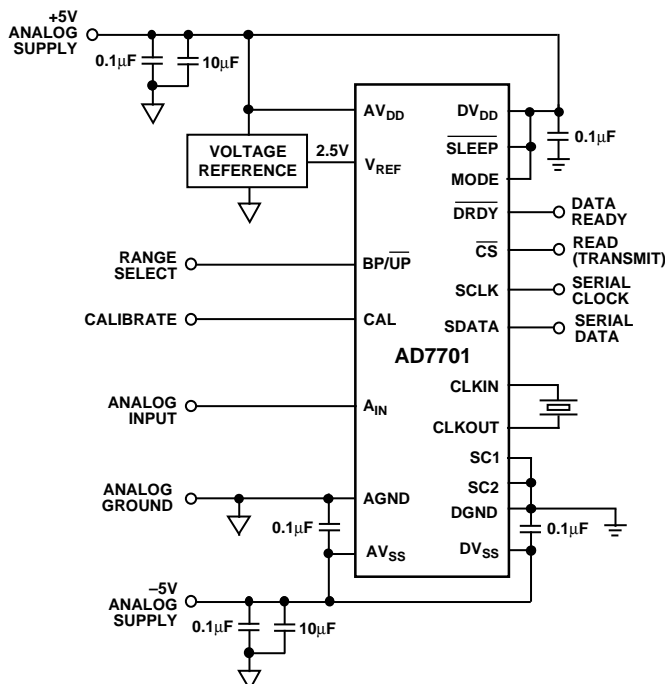 +5V
ANALOG
SUPPLY
0.1µF
10µF
AVDD
DVDD
0.1µF
VOLTAGE
REFERENCE
2.5V
VREF
SLEEP
MODE
DRDY
DATA
READY
RANGE
SELECT
BP/UP
CS
READ
(TRANSMIT)
SCLK
SERIAL
CLOCK
CALIBRATE
CAL
SDATA
SERIAL
DATA
AD7701
ANALOG
INPUT
AIN
CLKIN
CLKOUT
SC1
SC2
ANALOG
GROUND
AGND
DGND
0.1µF
0.1µF
AVSS
DVSS
–5V
ANALOG
SUPPLY
0.1µF
10µF